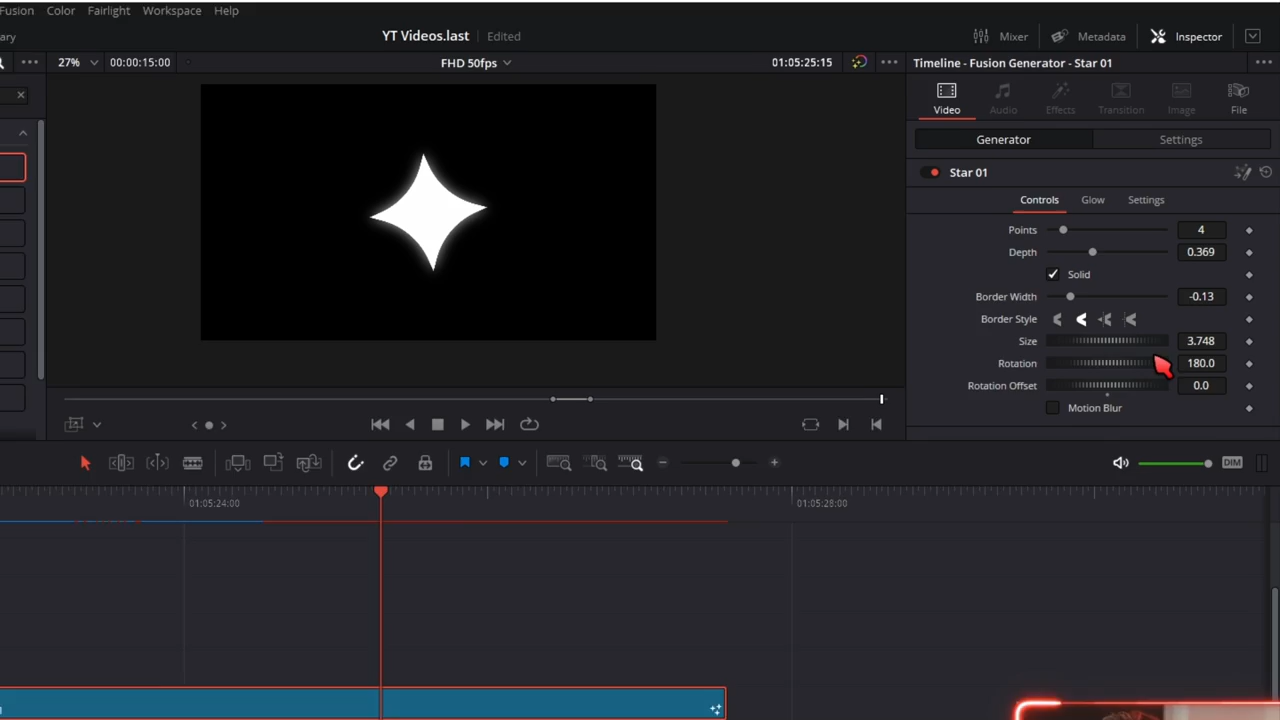 Fusion Color Fairlight Workspace Help
ary YT Videos.last Edited Mixer Metadata Inspector
27% 00:00:15:00 FHD 50fps 01:05:25:15 Timeline - Fusion Generator - Star 01
Video Audio Effects Transition Image File
Generator Settings
Star 01
Controls Glow Settings
Points 4
Depth 0.369
Solid
Border Width -0.13
Border Style
Size 3.748
Rotation 180.0
Rotation Offset 0.0
Motion Blur
DIM
01:05:24:00 01:05:28:00